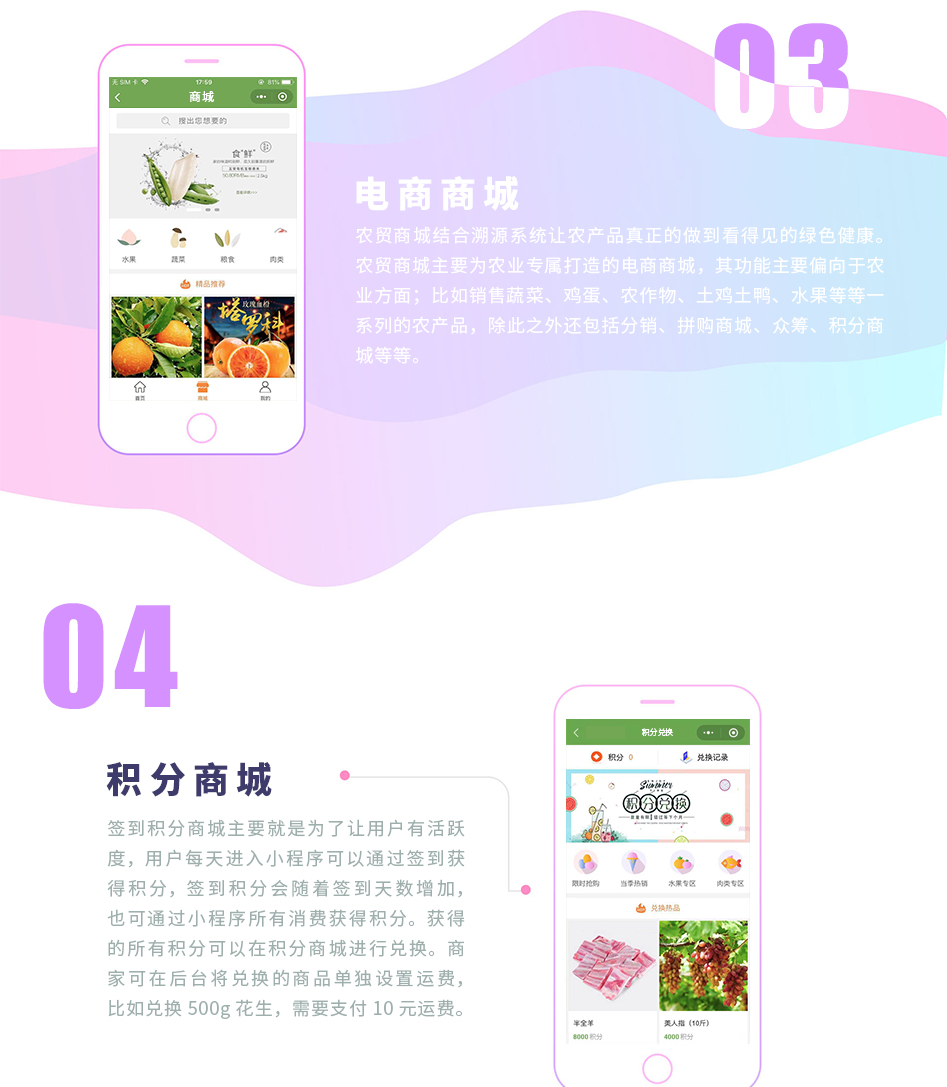 03
无 SIM 卡
17:59
81%
商城
搜出您想要的
食"鲜"
水果
蔬菜
粮食
肉类
精品推荐
玫瑰血橙
塔罗科
首页
商城
我的
电商商城
农贸商城结合溯源系统让农产品真正的做到看得见的绿色健康。
农贸商城主要为农业专属打造的电商商城，其功能主要偏向于农
业方面；比如销售蔬菜、鸡蛋、农作物、土鸡土鸭、水果等等一
系列的农产品，除此之外还包括分销、拼购商城、众筹、积分商
城等等。
04
积分商城
签到积分商城主要就是为了让用户有活跃
度，用户每天进入小程序可以通过签到获
得积分，签到积分会随着签到天数增加，
也可通过小程序所有消费获得积分。获得
的所有积分可以在积分商城进行兑换。商
家可在后台将兑换的商品单独设置运费，
比如兑换 500g 花生，需要支付 10 元运费。
积分兑换
积分 0
兑换记录
Summer
积分兑换
限时抢购
当季热销
水果专区
肉类专区
兑换热品
半全羊
8000 积分
美人指（10斤）
4000 积分